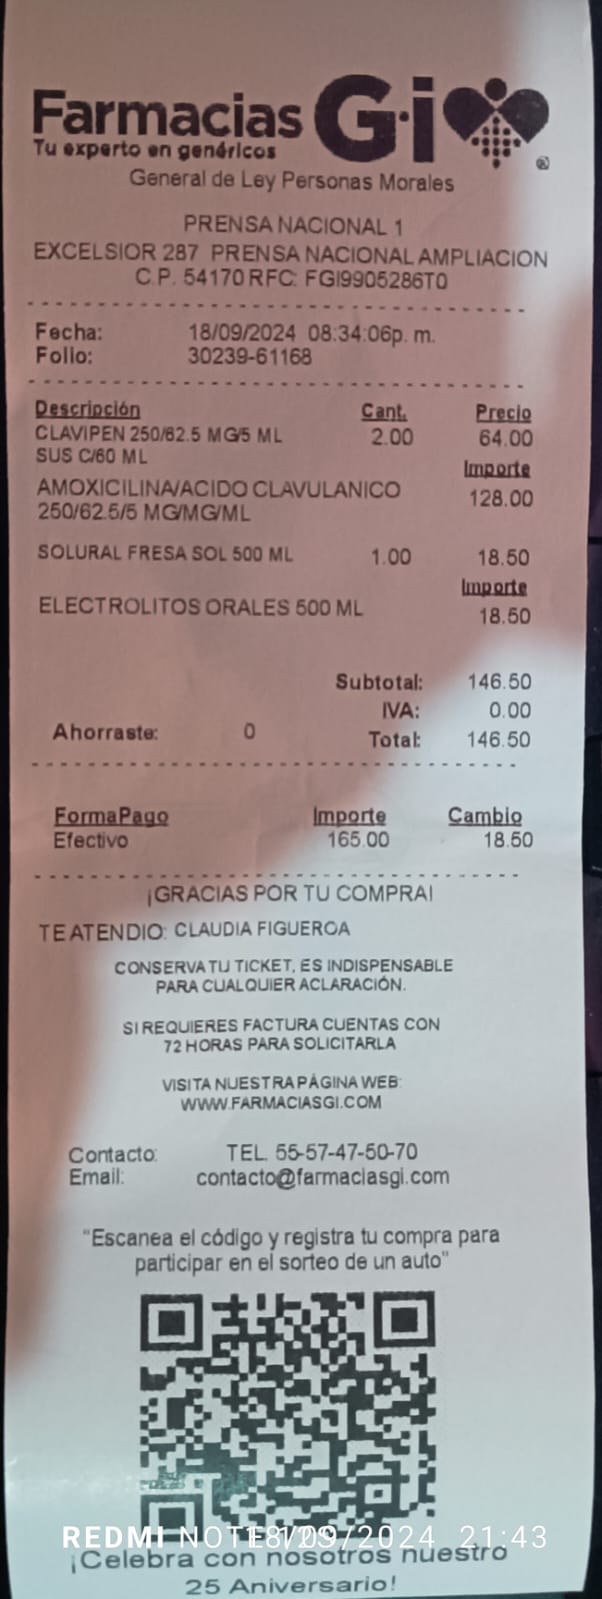 Farmacias Gi
Tu experto en genéricos
®
General de Ley Personas Morales
PRENSA NACIONAL 1
EXCELSIOR 287 PRENSA NACIONAL AMPLIACION
C.P. 54170 RFC: FGI9905286T0
Fecha: 18/09/2024 08:34:06p. m.
Folio: 30239-61168
Descripción Cant. Precio
CLAVIPEN 250/62.5 MG/5 ML 2.00 64.00
SUS C/60 ML
Importe
AMOXICILINA/ACIDO CLAVULANICO 128.00
250/62.5/5 MG/MG/ML
SOLURAL FRESA SOL 500 ML 1.00 18.50
Importe
ELECTROLITOS ORALES 500 ML 18.50
Subtotal: 146.50
IVA: 0.00
Ahorraste: 0 Total: 146.50
FormaPago Importe Cambio
Efectivo 165.00 18.50
¡GRACIAS POR TU COMPRA!
TE ATENDIO: CLAUDIA FIGUEROA
CONSERVA TU TICKET, ES INDISPENSABLE
PARA CUALQUIER ACLARACIÓN.
SI REQUIERES FACTURA CUENTAS CON
72 HORAS PARA SOLICITARLA
VISITA NUESTRA PÁGINA WEB:
WWW.FARMACIASGI.COM
Contacto: TEL. 55-57-47-50-70
Email: contacto@farmaciasgi.com
"Escanea el código y registra tu compra para
participar en el sorteo de un auto"
REDMI 18/09/2024 21:43
¡Celebra con nosotros nuestro
25 Aniversario!